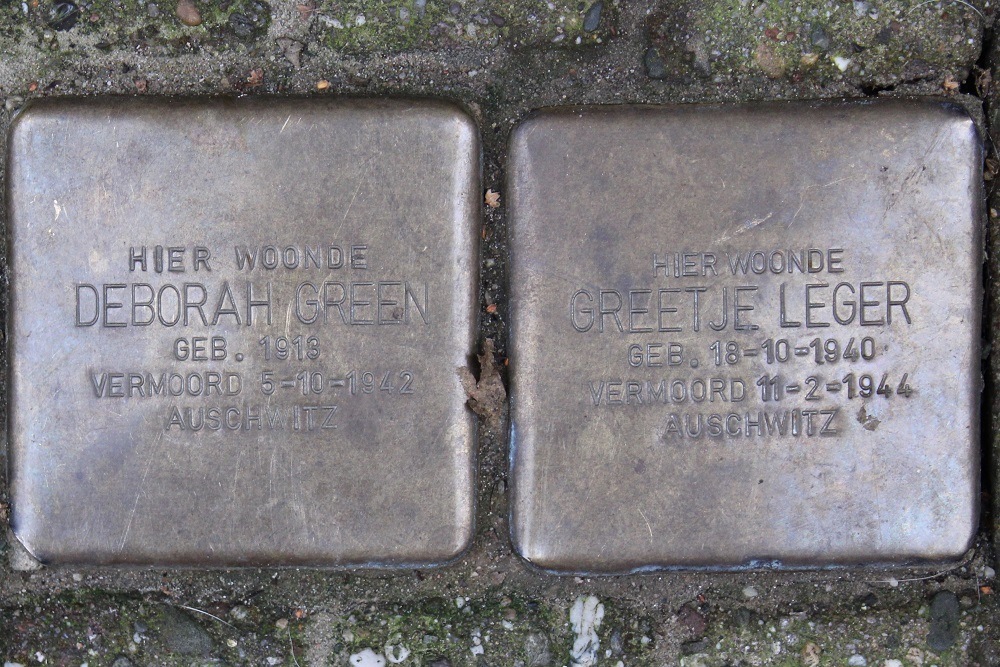 HIER WOONDE
DEBORAH GREEN
GEB. 1913
VERMOORD 5-10-1942
AUSCHWITZ
HIER WOONDE
GREETJE LEGER
GEB. 18-10-1940
VERMOORD 11-2-1944
AUSCHWITZ